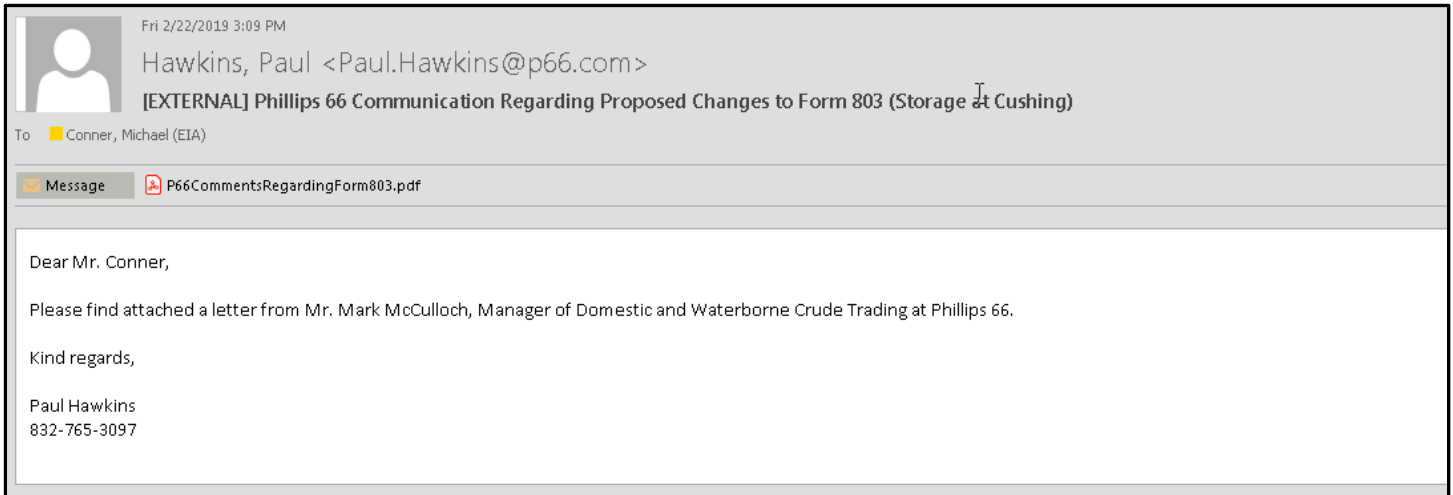 Fri 2/22/2019 3:09 PM
Hawkins, Paul <Paul.Hawkins@p66.com>
[EXTERNAL] Phillips 66 Communication Regarding Proposed Changes to Form 803 (Storage at Cushing)
To Conner, Michael (EIA)
Message P66CommentsRegardingForm803.pdf
Dear Mr. Conner,
Please find attached a letter from Mr. Mark McCulloch, Manager of Domestic and Waterborne Crude Trading at Phillips 66.
Kind regards,
Paul Hawkins
832-765-3097